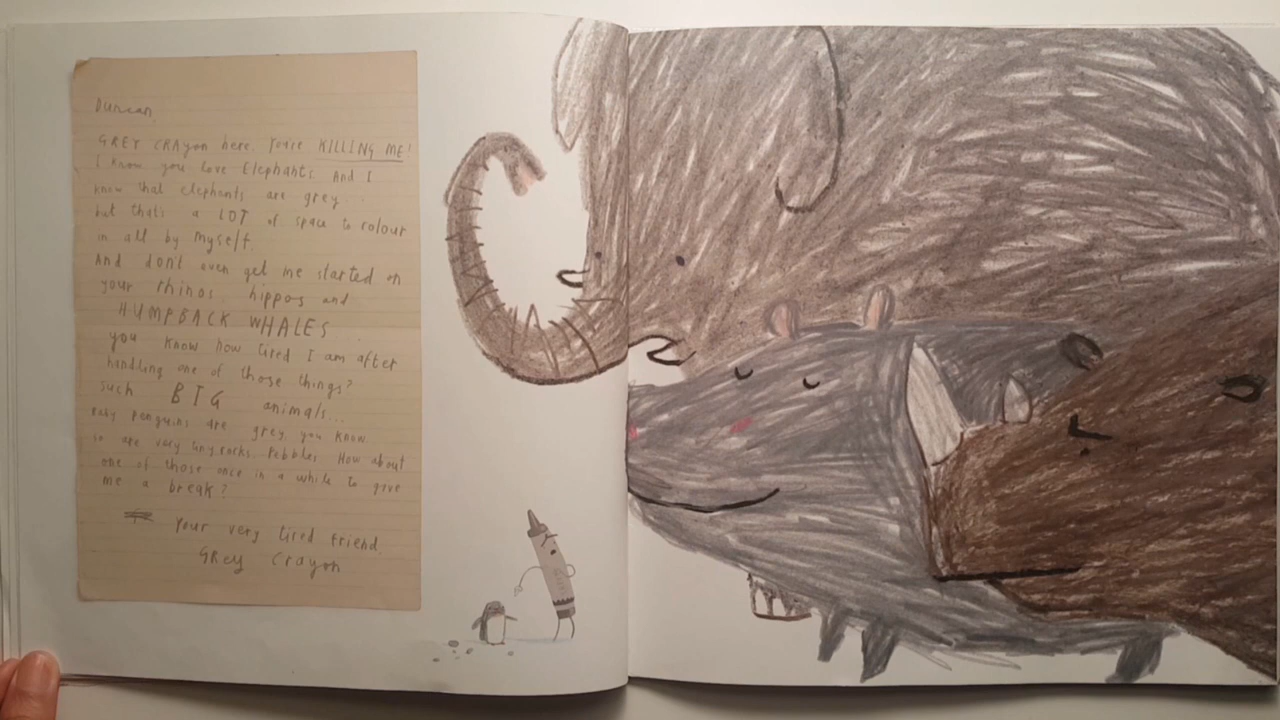 Duncan,
GREY CRAyon here. You're KILLING ME!
I know you love Elephants. And I
know that elephants are grey...
but that's a LOT of space to colour
in all by myself.
And don't even get me started on
your rhinos, hippos and
HUMPBACK WHALES
you know how tired I am after
handling one of those things?
such BIG animals...
Baby penguins are grey, you know.
so are very tiny rocks. Pebbles. How about
one of those once in a while to give
me a break?
Your very tired friend,
Grey Crayon